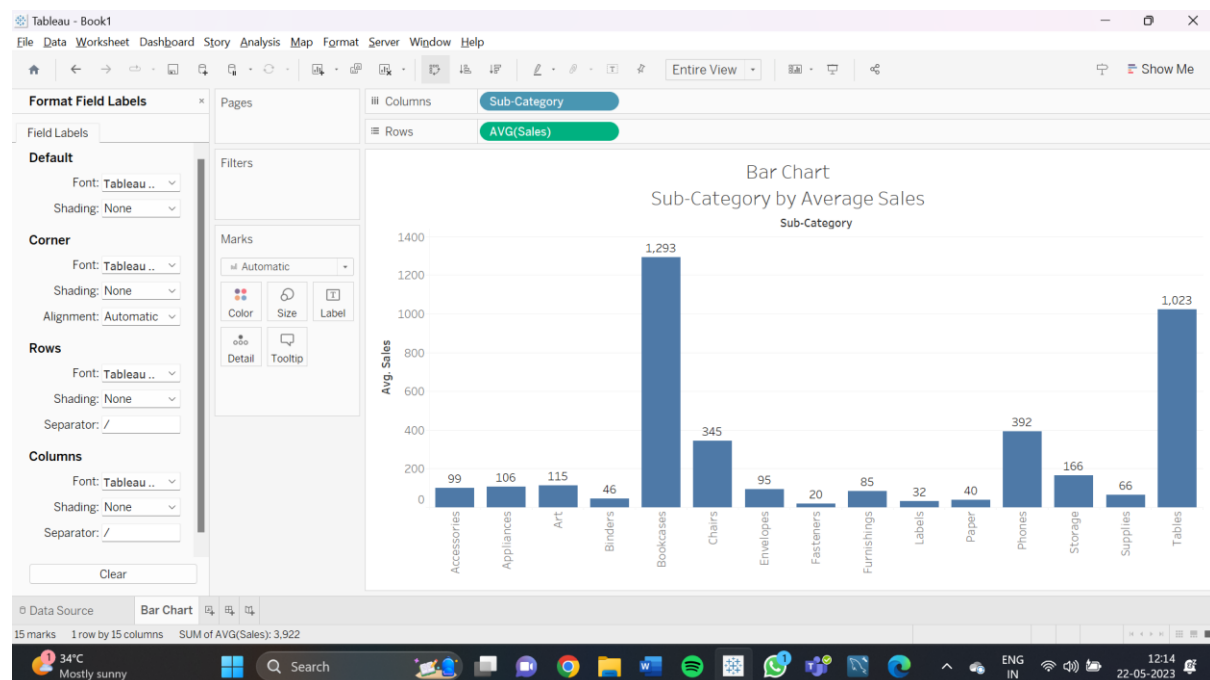 Tableau - Book1
File Data Worksheet Dashboard Story Analysis Map Format Server Window Help
Entire View
Show Me
Format Field Labels ×
Field Labels
Default
Font: Tableau ..
Shading: None
Corner
Font: Tableau ..
Shading: None
Alignment: Automatic
Rows
Font: Tableau ..
Shading: None
Separator: /
Columns
Font: Tableau ..
Shading: None
Separator: /
Clear
Pages
Filters
Marks
Automatic
Color Size Label
Detail Tooltip
Columns Sub-Category
Rows AVG(Sales)
Bar Chart
Sub-Category by Average Sales
Sub-Category
Avg. Sales
1400
1200
1000
800
600
400
200
0
99 106 115 46 1,293 345 95 20 85 32 40 392 166 66 1,023
Accessories
Appliances
Art
Binders
Bookcases
Chairs
Envelopes
Fasteners
Furnishings
Labels
Paper
Phones
Storage
Supplies
Tables
Data Source Bar Chart
15 marks 1 row by 15 columns SUM of AVG(Sales): 3,922
1
34°C
Mostly sunny
Search
1
ENG
IN
12:14
22-05-2023